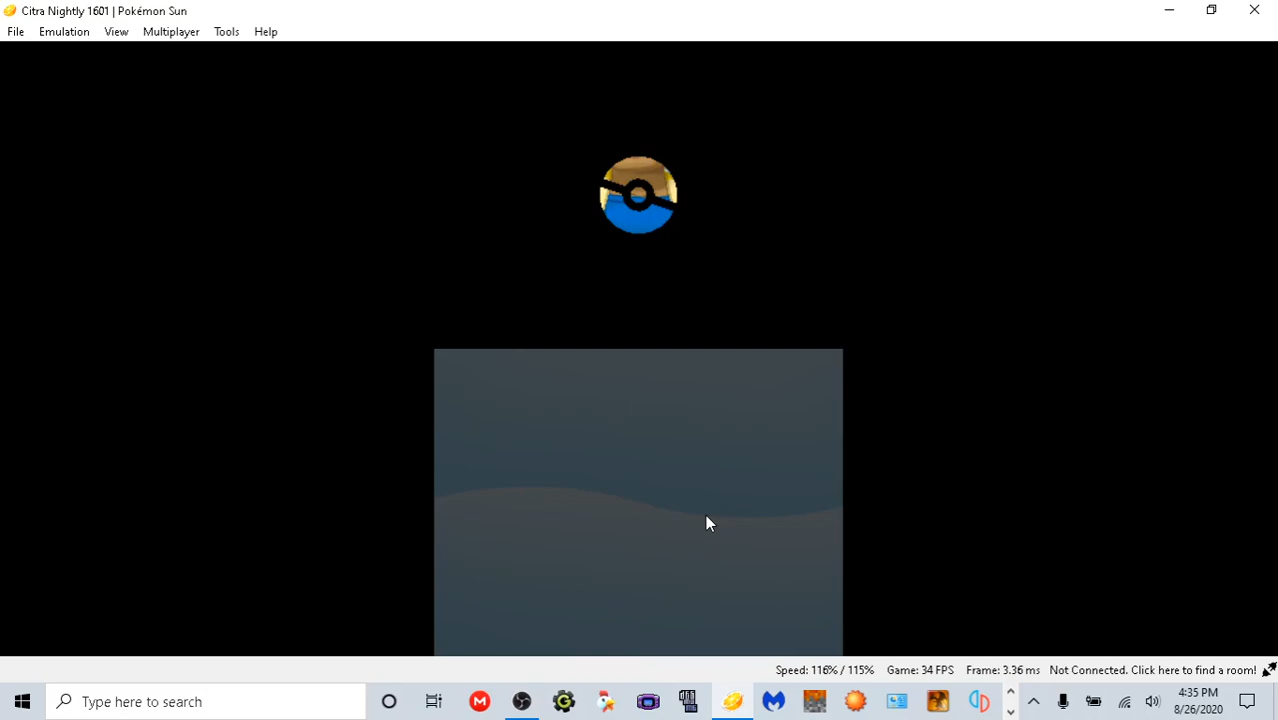 Citra Nightly 1601 | Pokémon Sun
File Emulation View Multiplayer Tools Help
Speed: 116% / 115% Game: 34 FPS Frame: 3.36 ms Not Connected. Click here to find a room!
Type here to search
4:35 PM
8/26/2020